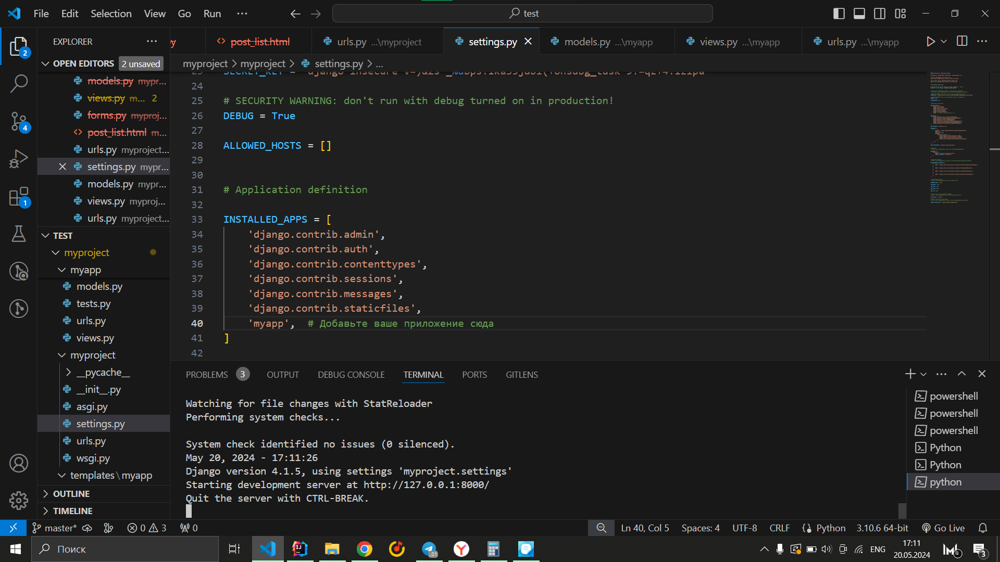 File Edit Selection View Go Run ...
test
EXPLORER
y
post_list.html
urls.py ...\myproject
settings.py
models.py ...\myapp
views.py ...\myapp
urls.py ...\myapp
OPEN EDITORS 2 unsaved
models.py mypr...
views.py m... 2
forms.py myproj...
post_list.html m...
urls.py myproject...
settings.py mypr...
models.py mypr...
views.py myproj...
urls.py myproject...
TEST
myproject
myapp
models.py
tests.py
urls.py
views.py
myproject
__pycache__
__init__.py
asgi.py
settings.py
urls.py
wsgi.py
templates\myapp
OUTLINE
TIMELINE
2
4
1
myproject > myproject > settings.py > ...
24
25 # SECURITY WARNING: don't run with debug turned on in production!
26 DEBUG = True
27
28 ALLOWED_HOSTS = []
29
30
31 # Application definition
32
33 INSTALLED_APPS = [
34 'django.contrib.admin',
35 'django.contrib.auth',
36 'django.contrib.contenttypes',
37 'django.contrib.sessions',
38 'django.contrib.messages',
39 'django.contrib.staticfiles',
40 'myapp', # Добавьте ваше приложение сюда
41 ]
42
PROBLEMS 3 OUTPUT DEBUG CONSOLE TERMINAL PORTS GITLENS
Watching for file changes with StatReloader
Performing system checks...
System check identified no issues (0 silenced).
May 20, 2024 - 17:11:26
Django version 4.1.5, using settings 'myproject.settings'
Starting development server at http://127.0.0.1:8000/
Quit the server with CTRL-BREAK.
powershell
powershell
powershell
Python
Python
python
master* 0 3 0
Ln 40, Col 5 Spaces: 4 UTF-8 CRLF Python 3.10.6 64-bit Go Live
Поиск
ENG
17:11
20.05.2024
3